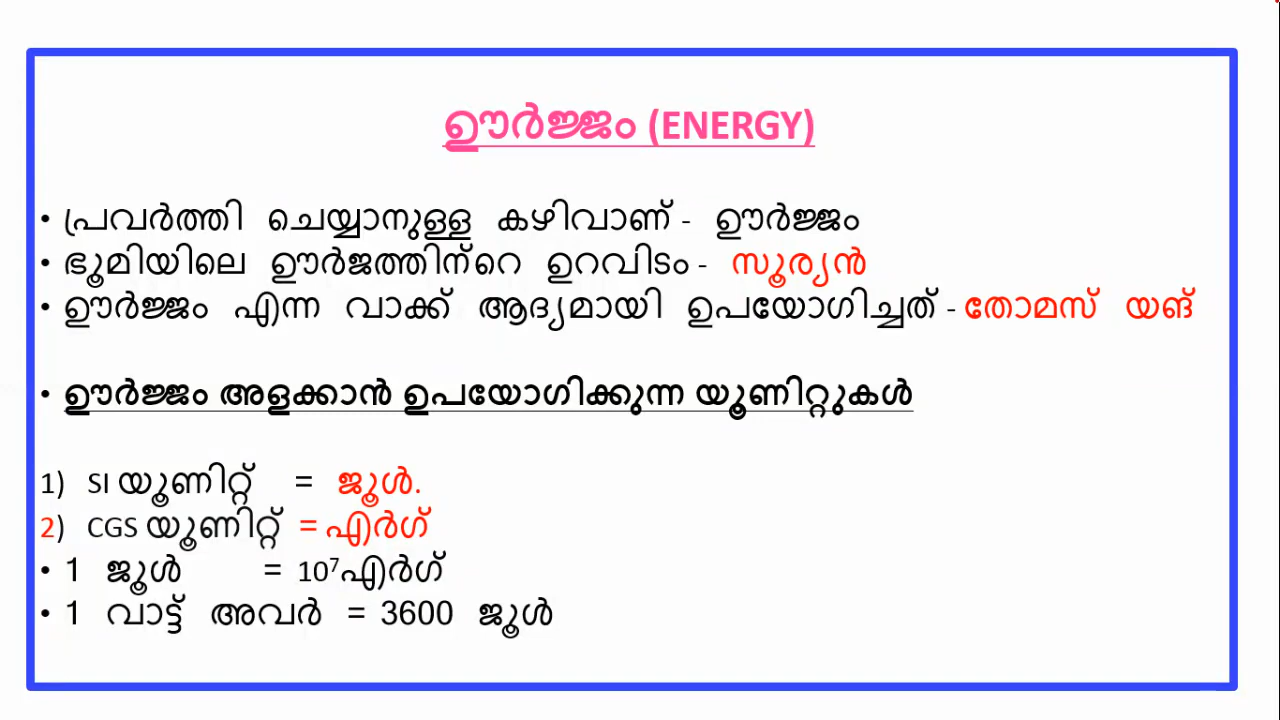 ഊർജ്ജം (ENERGY)
• പ്രവർത്തി ചെയ്യാനുള്ള കഴിവാണ് - ഊർജ്ജം
• ഭൂമിയിലെ ഊർജത്തിന്റെ ഉറവിടം - സൂര്യൻ
• ഊർജ്ജം എന്ന വാക്ക് ആദ്യമായി ഉപയോഗിച്ചത് - തോമസ് യങ്
• ഊർജ്ജം അളക്കാൻ ഉപയോഗിക്കുന്ന യൂണിറ്റുകൾ
1) SI യൂണിറ്റ് = ജൂൾ.
2) CGS യൂണിറ്റ് = എർഗ്
• 1 ജൂൾ = 10⁷എർഗ്
• 1 വാട്ട് അവർ = 3600 ജൂൾ